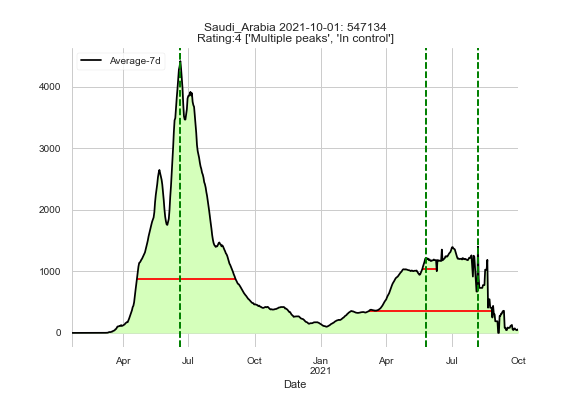 Saudi_Arabia 2021-10-01: 547134
Rating:4 ['Multiple peaks', 'In control']
Average-7d
4000
3000
2000
1000
0
Apr
Jul
Oct
Jan
2021
Apr
Jul
Oct
Date